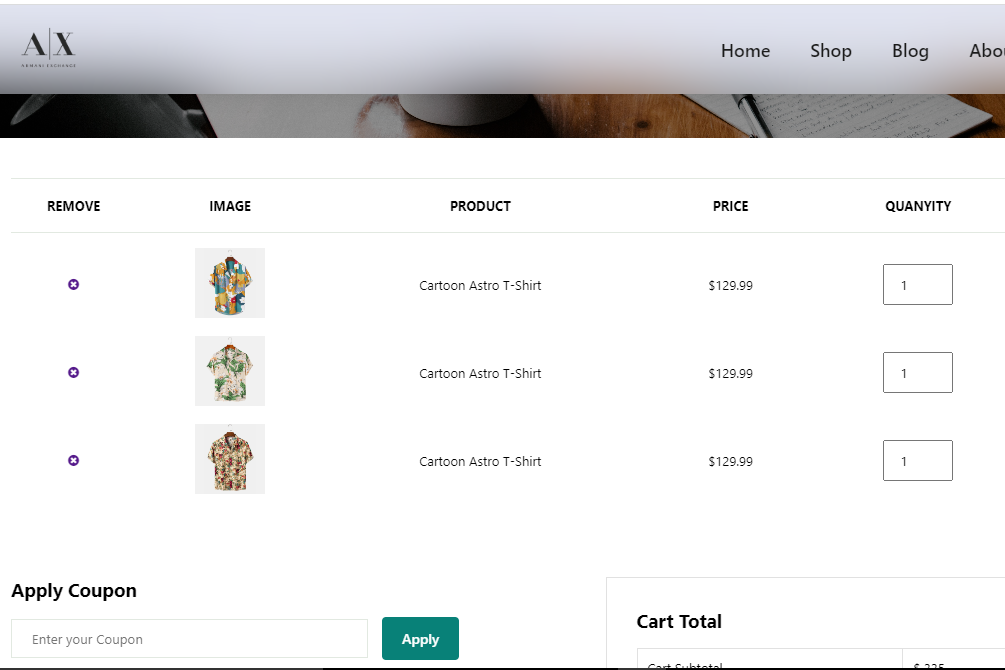 A|X
ARMANI EXCHANGE
Home Shop Blog
REMOVE IMAGE PRODUCT PRICE QUANYITY
Cartoon Astro T-Shirt $129.99 1
Cartoon Astro T-Shirt $129.99 1
Cartoon Astro T-Shirt $129.99 1
Apply Coupon
Enter your Coupon Apply
Cart Total
Cart Subtotal $ 335